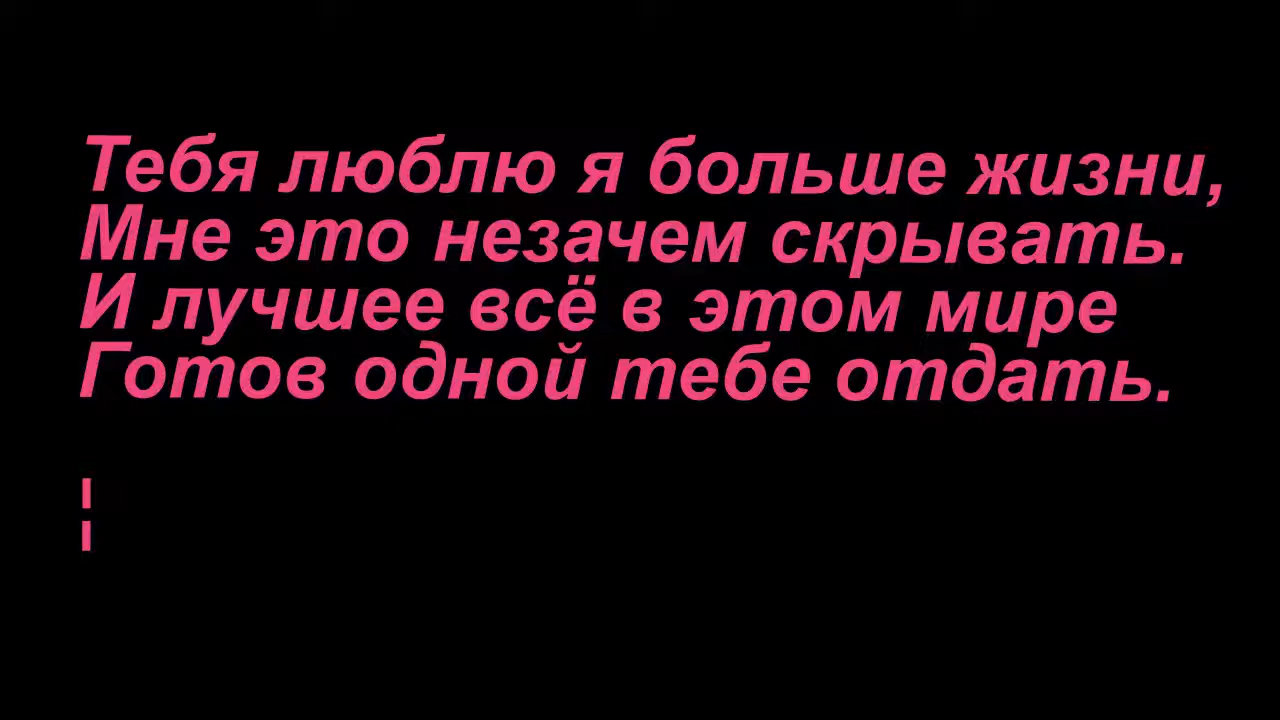 Тебя люблю я больше жизни,
Мне это незачем скрывать.
И лучшее всё в этом мире
Готов одной тебе отдать.
¦